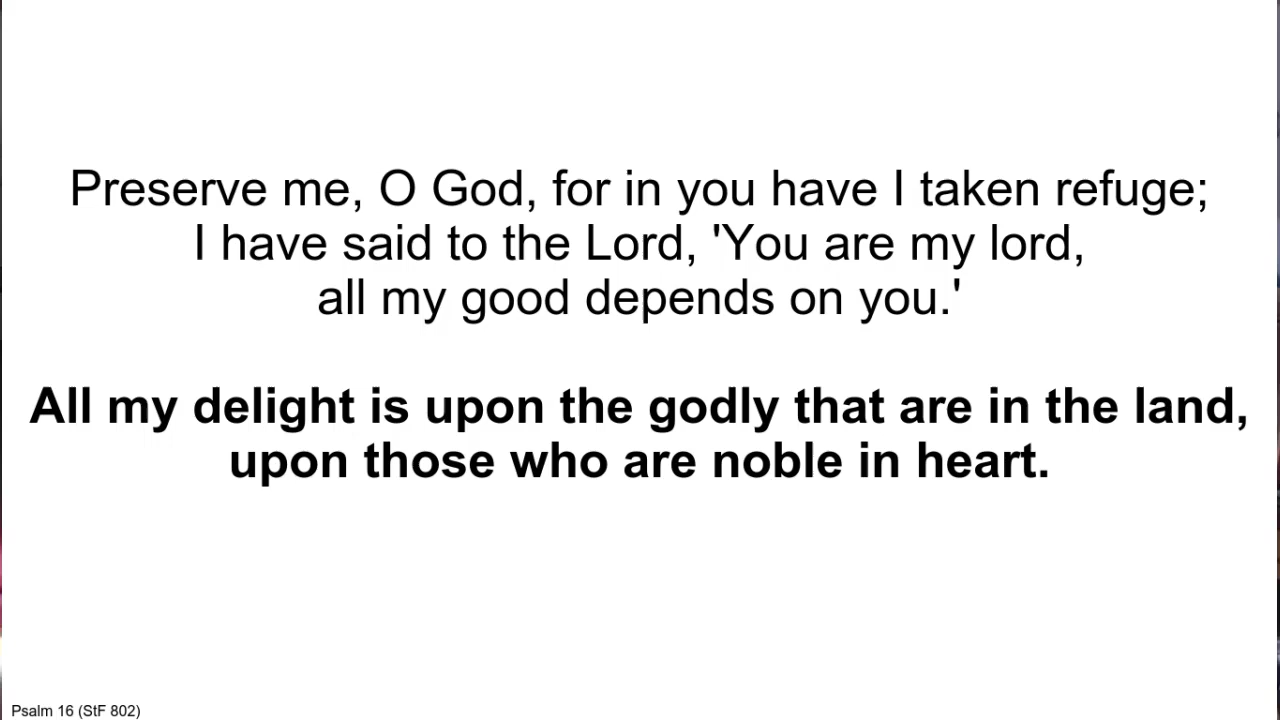 Preserve me, O God, for in you have I taken refuge;
I have said to the Lord, 'You are my lord,
all my good depends on you.'
All my delight is upon the godly that are in the land,
upon those who are noble in heart.
Psalm 16 (StF 802)